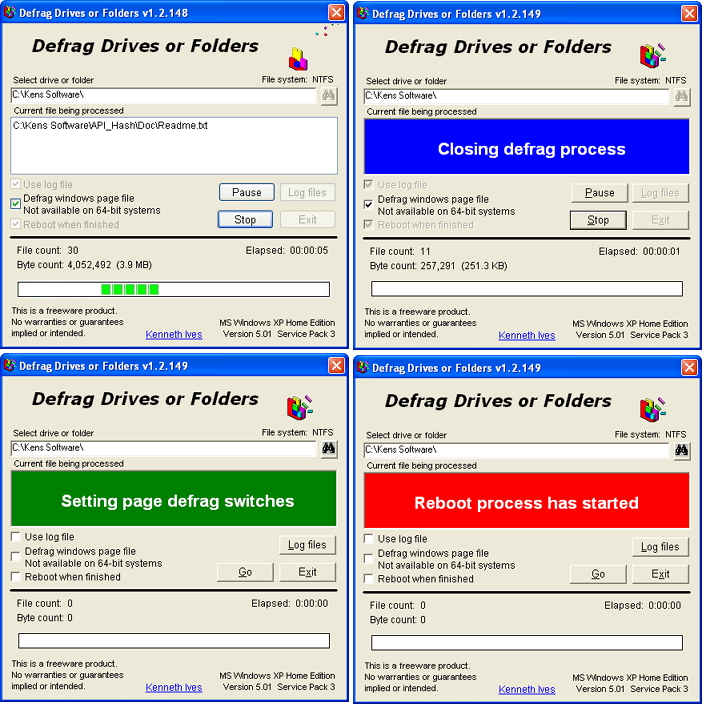 Defrag Drives or Folders v1.2.148
Defrag Drives or Folders
Select drive or folder File system: NTFS
C:\Kens Software\
Current file being processed
C:\Kens Software\API_Hash\Doc\Readme.txt
Use log file
Defrag windows page file
Not available on 64-bit systems
Reboot when finished
Pause Log files
Stop Exit
File count: 30 Elapsed: 00:00:05
Byte count: 4,052,492 (3.9 MB)
This is a freeware product.
No warranties or guarantees
implied or intended.
Kenneth Ives
MS Windows XP Home Edition
Version 5.01 Service Pack 3
Defrag Drives or Folders v1.2.149
Defrag Drives or Folders
Select drive or folder File system: NTFS
C:\Kens Software\
Current file being processed
Closing defrag process
Use log file
Defrag windows page file
Not available on 64-bit systems
Reboot when finished
Pause Log files
Stop Exit
File count: 11 Elapsed: 00:00:01
Byte count: 257,291 (251.3 KB)
This is a freeware product.
No warranties or guarantees
implied or intended.
Kenneth Ives
MS Windows XP Home Edition
Version 5.01 Service Pack 3
Defrag Drives or Folders v1.2.149
Defrag Drives or Folders
Select drive or folder File system: NTFS
C:\Kens Software\
Current file being processed
Setting page defrag switches
Use log file
Defrag windows page file
Not available on 64-bit systems
Reboot when finished
Log files
Go Exit
File count: 0 Elapsed: 0:00:00
Byte count: 0
This is a freeware product.
No warranties or guarantees
implied or intended.
Kenneth Ives
MS Windows XP Home Edition
Version 5.01 Service Pack 3
Defrag Drives or Folders v1.2.149
Defrag Drives or Folders
Select drive or folder File system: NTFS
C:\Kens Software\
Current file being processed
Reboot process has started
Use log file
Defrag windows page file
Not available on 64-bit systems
Reboot when finished
Log files
Go Exit
File count: 0 Elapsed: 0:00:00
Byte count: 0
This is a freeware product.
No warranties or guarantees
implied or intended.
Kenneth Ives
MS Windows XP Home Edition
Version 5.01 Service Pack 3